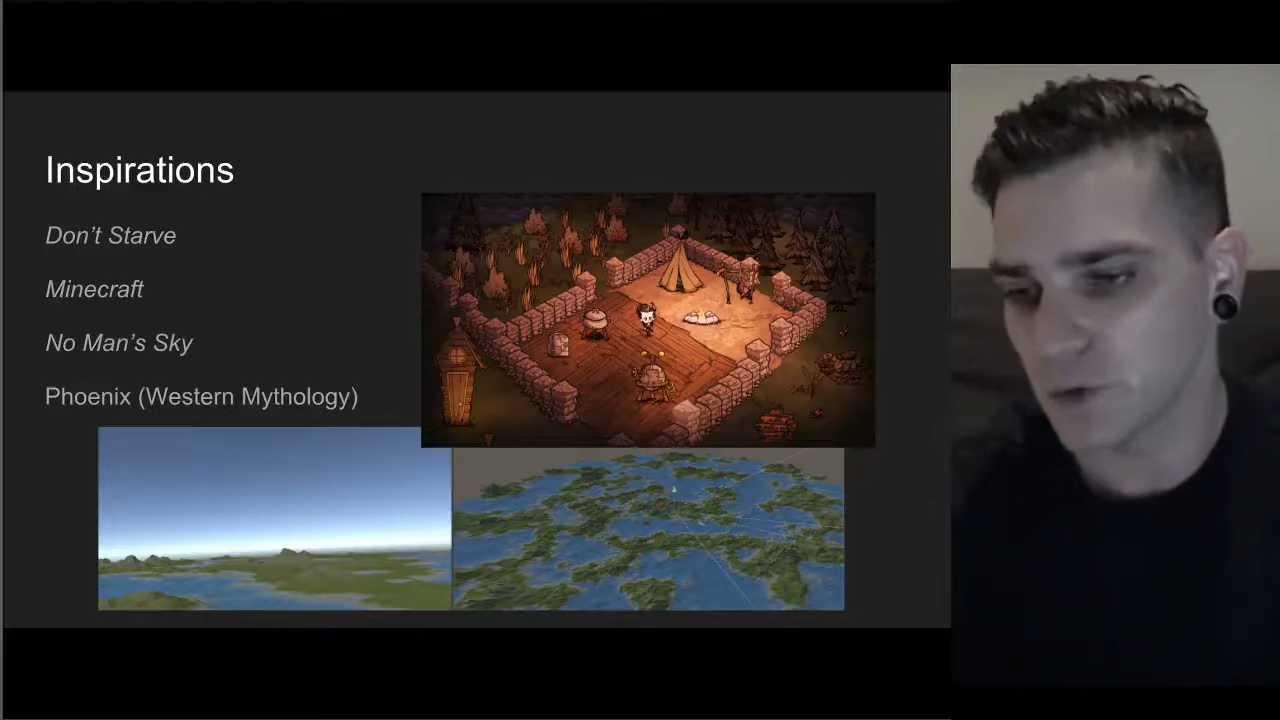 Inspirations
Don't Starve
Minecraft
No Man's Sky
Phoenix (Western Mythology)